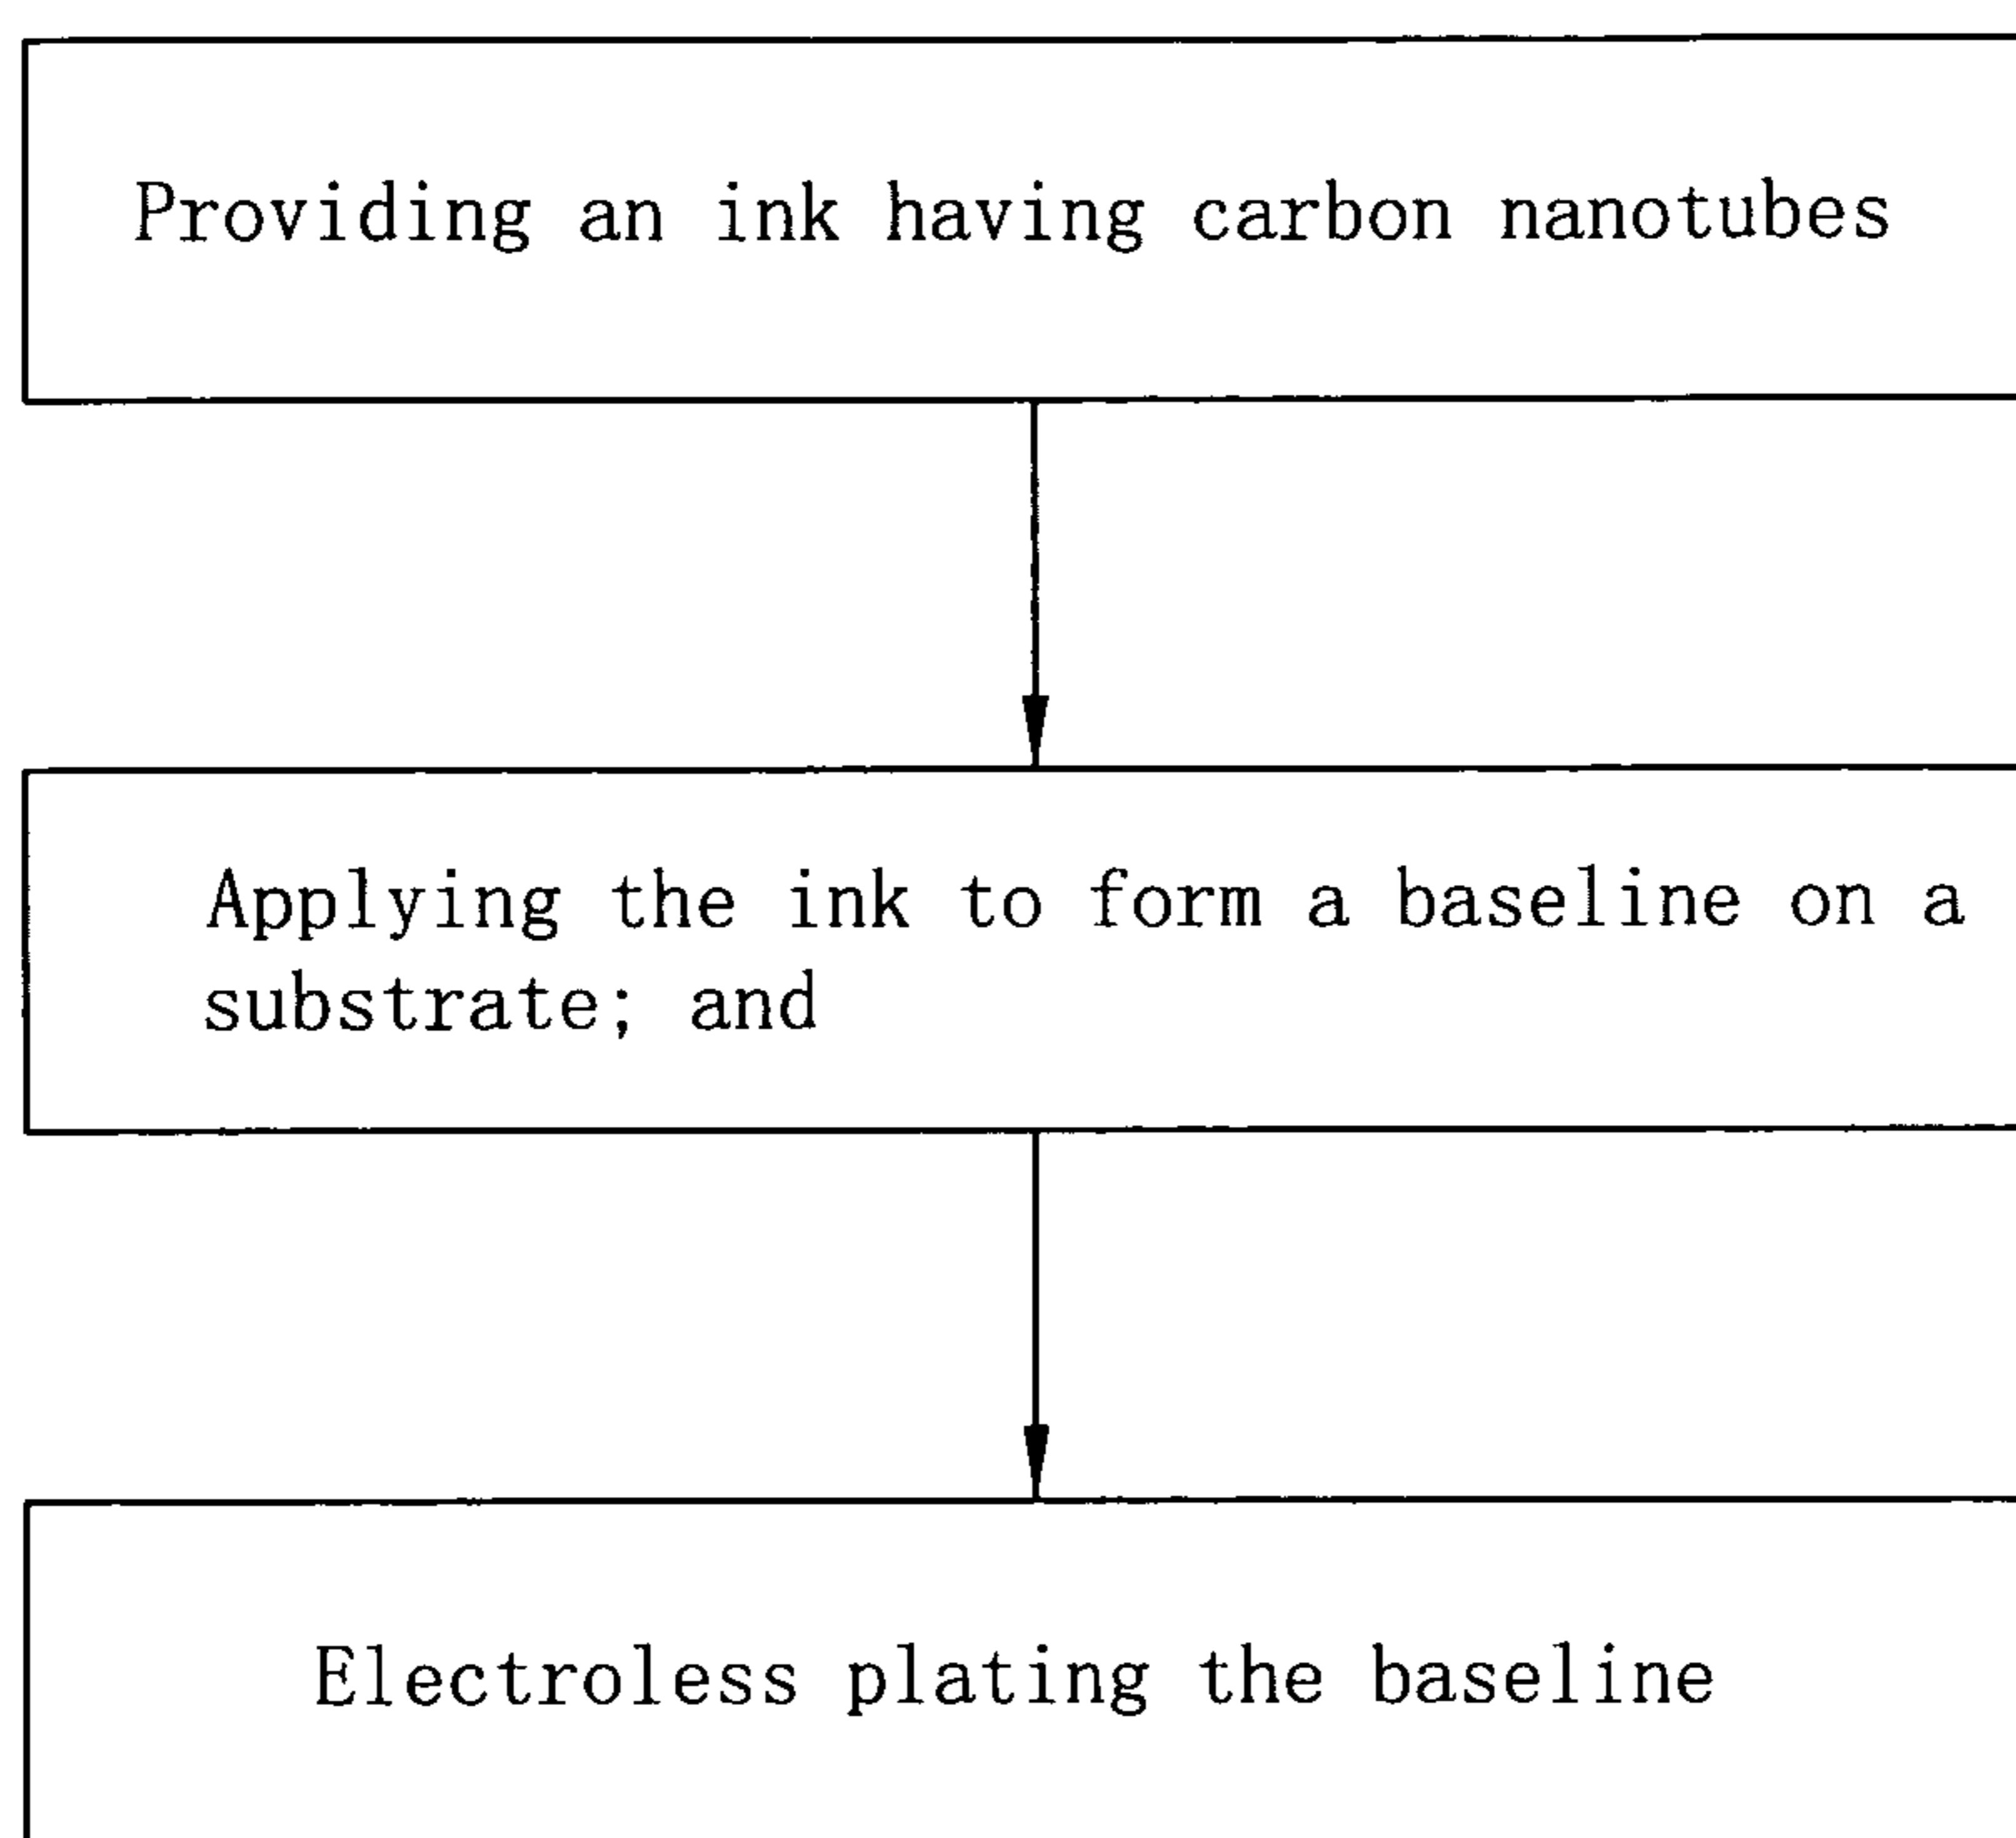 Providing an ink having carbon nanotubes
Applying the ink to form a baseline on a
substrate; and
Electroless plating the baseline